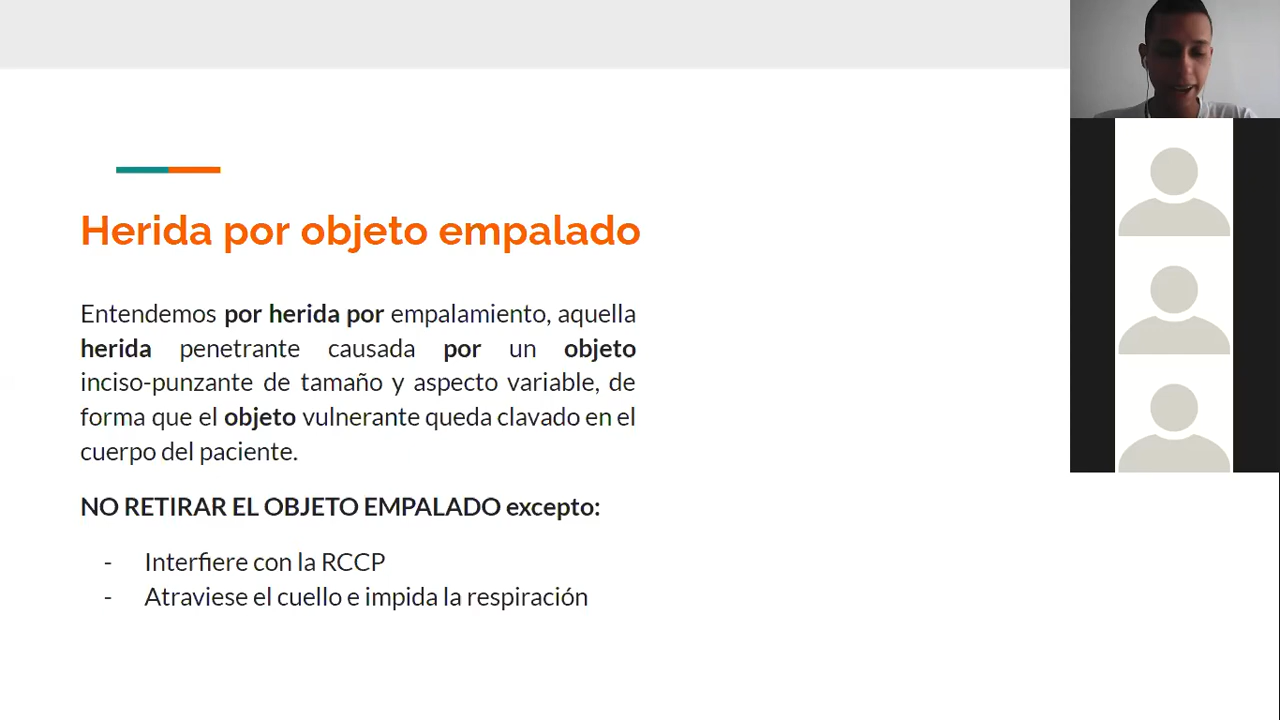 Herida por objeto empalado
Entendemos por herida por empalamiento, aquella
herida penetrante causada por un objeto
inciso-punzante de tamaño y aspecto variable, de
forma que el objeto vulnerante queda clavado en el
cuerpo del paciente.
NO RETIRAR EL OBJETO EMPALADO excepto:
- Interfiere con la RCCP
- Atraviese el cuello e impida la respiración